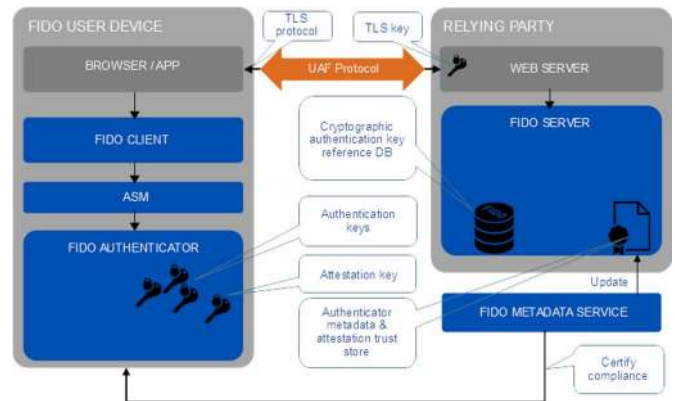 FIDO USER DEVICE
BROWSER / APP
FIDO CLIENT
ASM
FIDO AUTHENTICATOR
TLS
protocol
TLS key
UAF Protocol
Cryptographic
authentication key
reference DB
Authentication
keys
Attestation key
Authenticator
metadata &
attestation trust
store
RELYING PARTY
WEB SERVER
FIDO SERVER
FIDO
Update
FIDO METADATA SERVICE
Certify
compliance